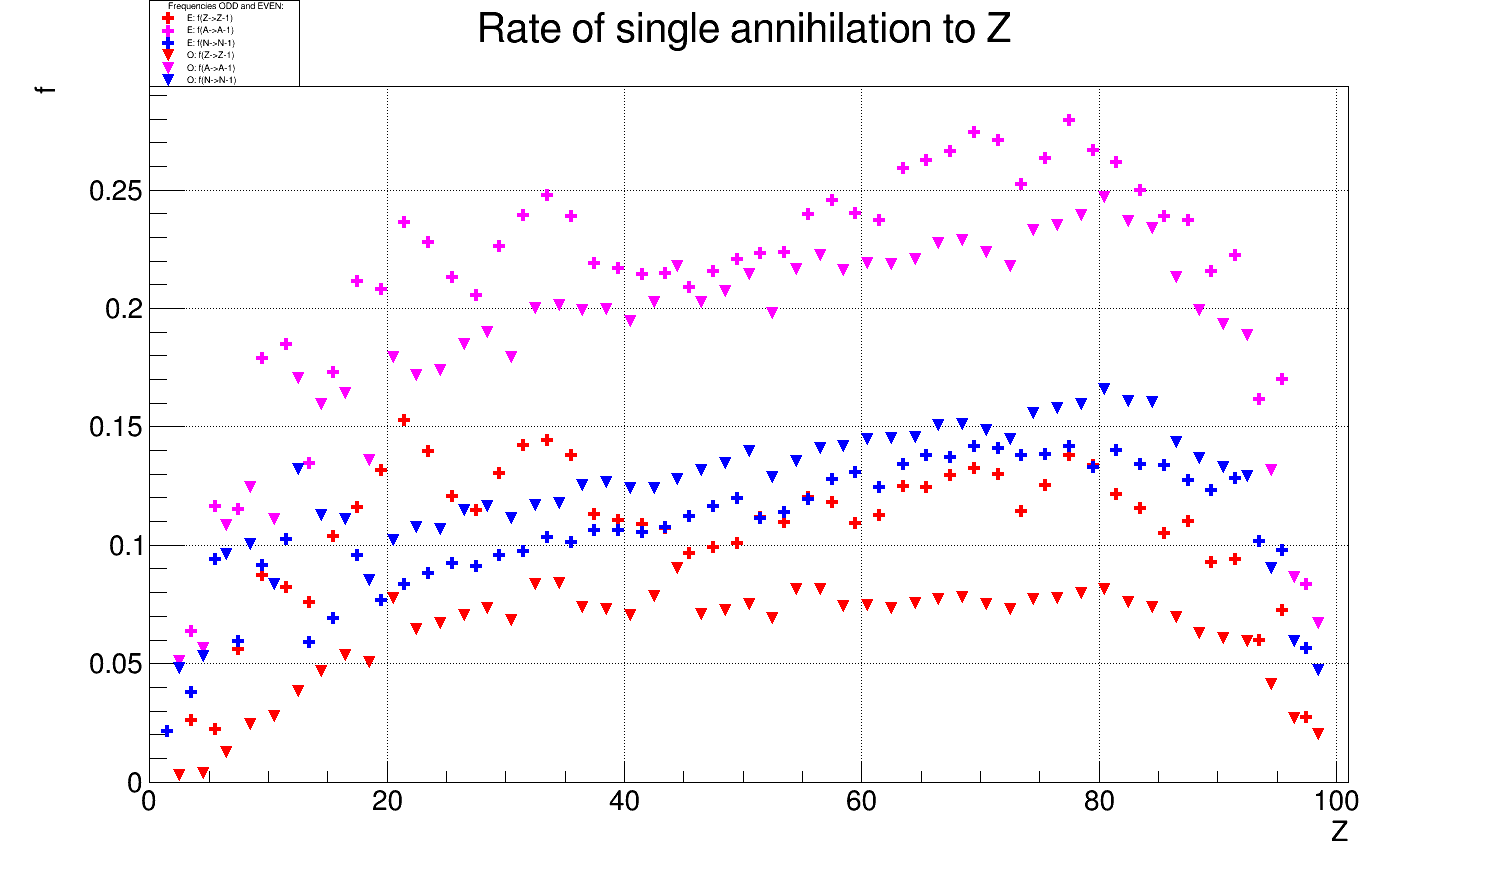 Frequencies ODD and EVEN:
E: f(Z->Z-1)
E: f(A->A-1)
E: f(N->N-1)
O: f(Z->Z-1)
O: f(A->A-1)
O: f(N->N-1)
Rate of single annihilation to Z
f
0.25
0.2
0.15
0.1
0.05
0
0 20 40 60 80 100
Z